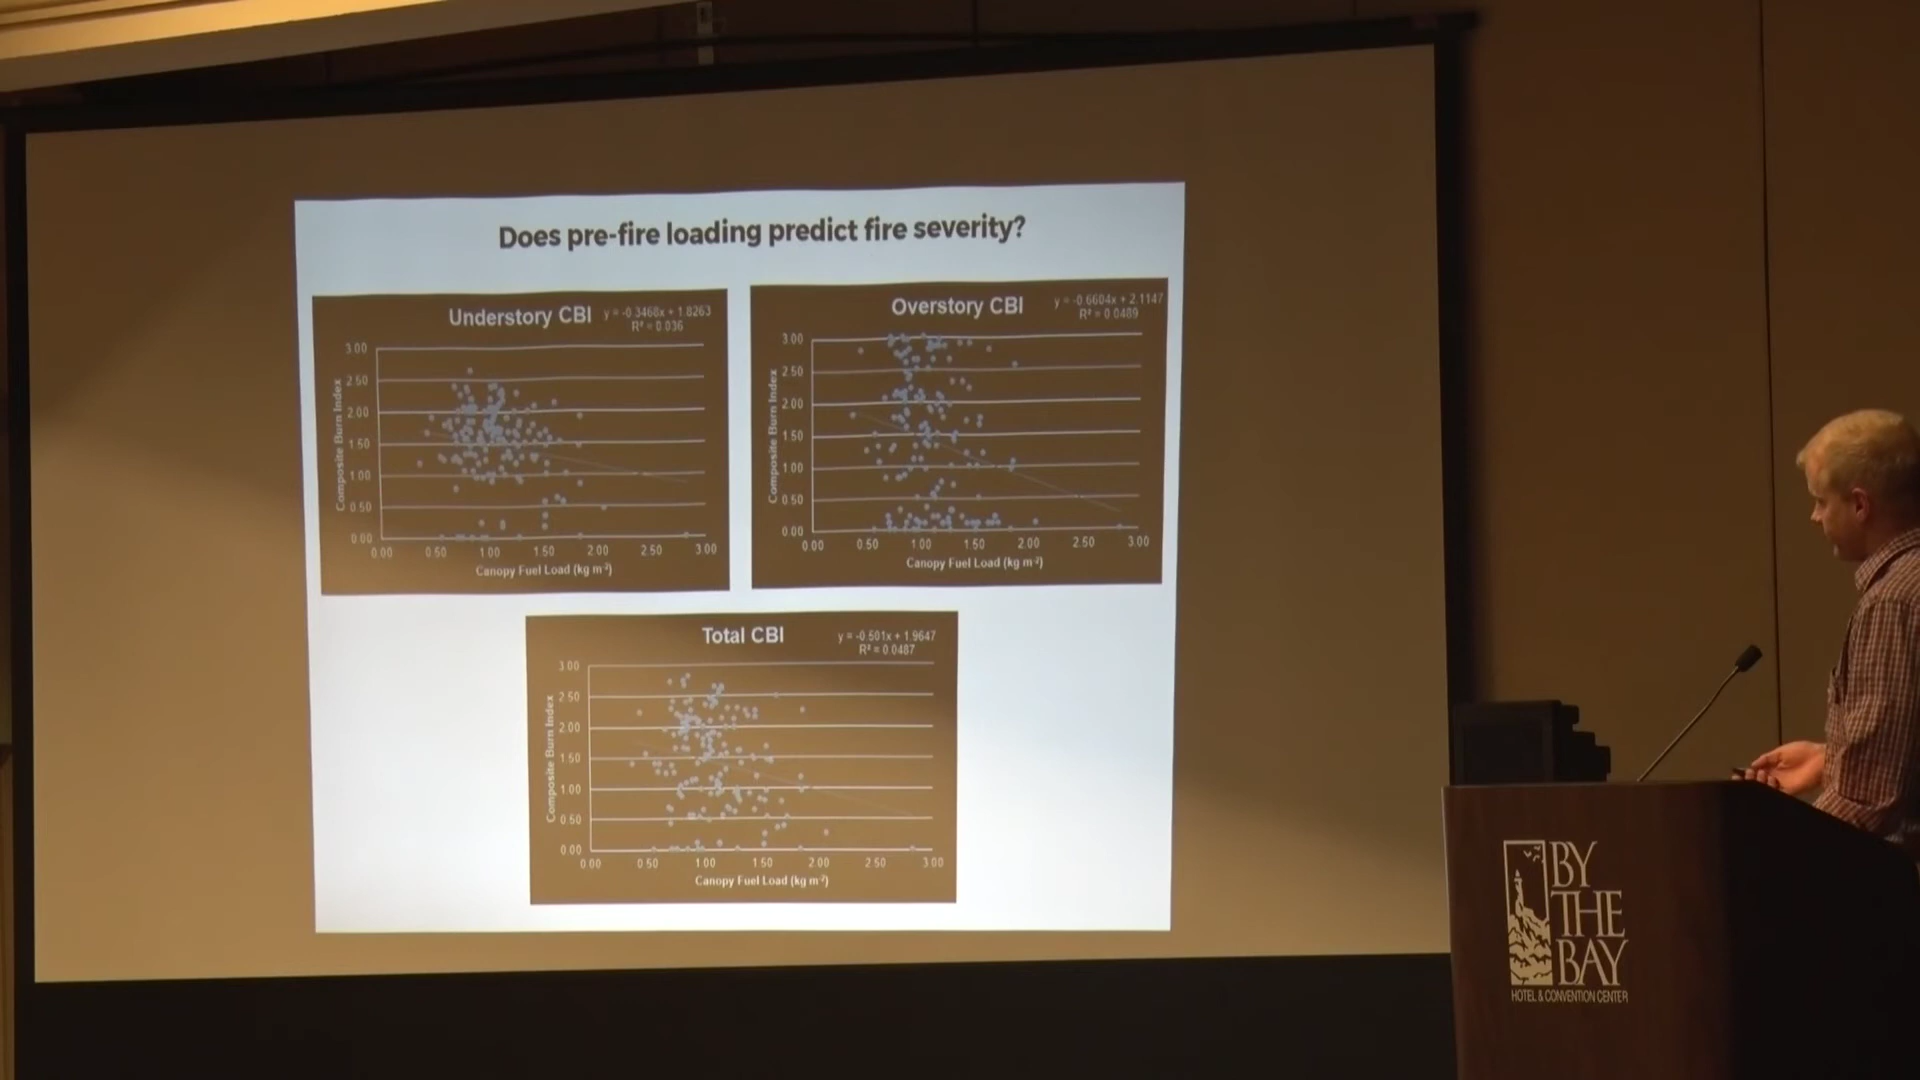 Does pre-fire loading predict fire severity?
Understory CBI
y = -0.3468x + 1.8263
R² = 0.036
Composite Burn Index
3.00
2.50
2.00
1.50
1.00
0.50
0.00
0.00 0.50 1.00 1.50 2.00 2.50 3.00
Canopy Fuel Load (kg m⁻²)
Overstory CBI
y = -0.6604x + 2.1147
R² = 0.0489
Composite Burn Index
3.00
2.50
2.00
1.50
1.00
0.50
0.00
0.00 0.50 1.00 1.50 2.00 2.50 3.00
Canopy Fuel Load (kg m⁻²)
Total CBI
y = -0.501x + 1.9647
R² = 0.0487
Composite Burn Index
3.00
2.50
2.00
1.50
1.00
0.50
0.00
0.00 0.50 1.00 1.50 2.00 2.50 3.00
Canopy Fuel Load (kg m⁻²)
BY
THE
BAY
HOTEL & CONVENTION CENTER